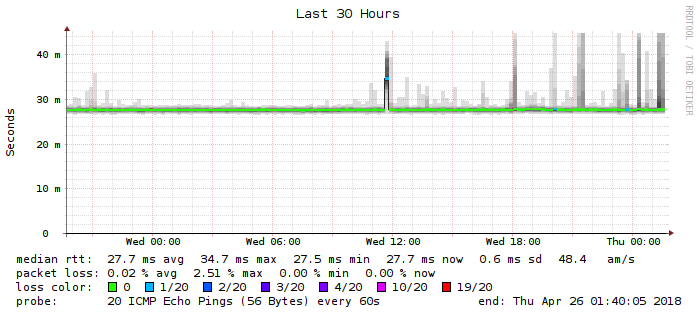 Last 30 Hours
RRDTOOL / TOBI OETIKER
Seconds
40 m
30 m
20 m
10 m
0
Wed 00:00 Wed 06:00 Wed 12:00 Wed 18:00 Thu 00:00
median rtt: 27.7 ms avg 34.7 ms max 27.5 ms min 27.7 ms now 0.6 ms sd 48.4 am/s
packet loss: 0.02 % avg 2.51 % max 0.00 % min 0.00 % now
loss color: 0 1/20 2/20 3/20 4/20 10/20 19/20
probe: 20 ICMP Echo Pings (56 Bytes) every 60s end: Thu Apr 26 01:40:05 2018